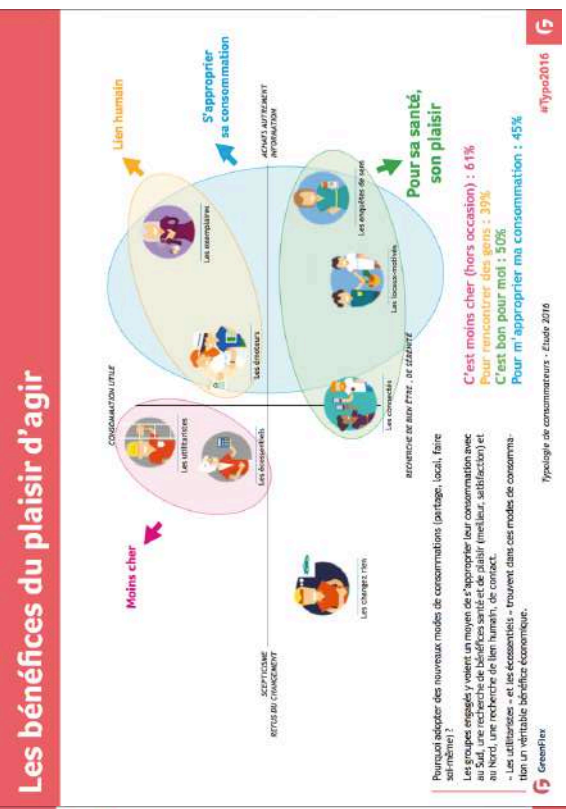 Les bénéfices du plaisir d'agir
CONSOMMATION UTILE
Lien humain
Moins cher
Les utilitaristes
Les exemplaires
S'approprier
sa consommation
Les écossentiels
Les émoteurs
SCEPTICISME
REFUS DU CHANGEMENT
ACHATS AUTREMENT
INFORMATION
Les changez rien
Les connectés
Les locaux-motivés
Les enquêtes de sens
RECHERCHE DE BIEN ÊTRE, DE SÉRÉNITÉ
Pour sa santé,
son plaisir
Pourquoi adopter des nouveaux modes de consommations (partage, local, faire
soi-même) ?
Les groupes engagés y voient un moyen de s'approprier leur consommation avec
au Sud, une recherche de bénéfices santé et de plaisir (meilleur, satisfaction) et
au Nord, une recherche de lien humain, de contact.
- Les utilitaristes - et les écossentiels - trouvent dans ces modes de consomma-
tion un véritable bénéfice économique.
C'est moins cher (hors occasion) : 61%
Pour rencontrer des gens : 39%
C'est bon pour moi : 50%
Pour m'approprier ma consommation : 45%
GreenFlex
Typologie de consommateurs - Etude 2016
#Typo2016